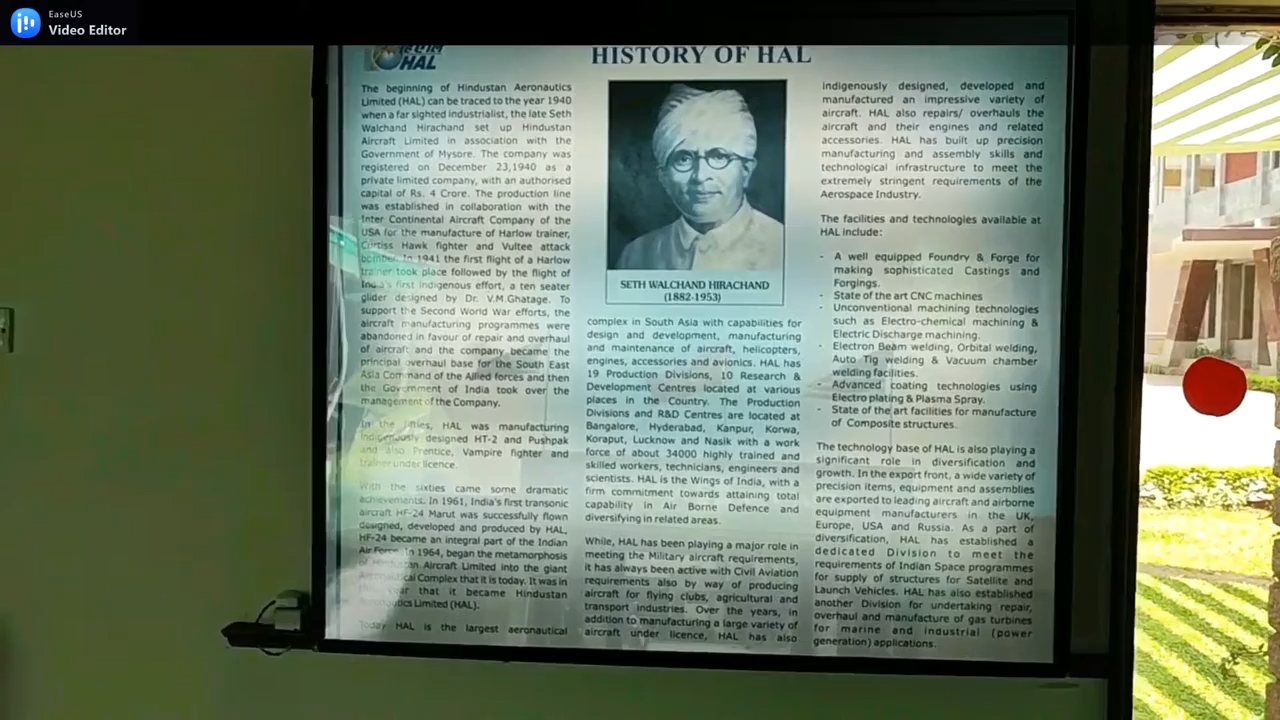 EaseUS
Video Editor
HAL
HISTORY OF HAL
The beginning of Hindustan Aeronautics
Limited (HAL) can be traced to the year 1940
when a far sighted industrialist, the late Seth
Walchand Hirachand set up Hindustan
Aircraft Limited in association with the
Government of Mysore. The company was
registered on December 23,1940 as a
private limited company, with an authorised
capital of Rs. 4 Crore. The production line
was established in collaboration with the
Inter Continental Aircraft Company of the
USA for the manufacture of Harlow trainer,
Curtiss Hawk fighter and Vultee attack
bomber. In 1941 the first flight of a Harlow
trainer took place followed by the flight of
India's first indigenous effort, a ten seater
glider designed by Dr. V.M.Ghatage. To
support the Second World War efforts, the
aircraft manufacturing programmes were
abandoned in favour of repair and overhaul
of aircraft and the company became the
principal overhaul base for the South East
Asia Command of the Allied forces and then
the Government of India took over the
management of the Company.
In the fifties, HAL was manufacturing
indigenously designed HT-2 and Pushpak
and also Prentice, Vampire fighter and
trainer under licence.
With the sixties came some dramatic
achievements. In 1961, India's first transonic
aircraft HF-24 Marut was successfully flown
designed, developed and produced by HAL,
HF-24 became an integral part of the Indian
Air Force. In 1964, began the metamorphosis
Aircraft Limited into the giant
Complex that it is today. It was in
that it became Hindustan
Limited (HAL).
Today HAL is the largest aeronautical
SETH WALCHAND HIRACHAND
(1882-1953)
complex in South Asia with capabilities for
design and development, manufacturing
and maintenance of aircraft, helicopters,
engines, accessories and avionics. HAL has
19 Production Divisions, 10 Research &
Development Centres located at various
places in the Country. The Production
Divisions and R&D Centres are located at
Bangalore, Hyderabad, Kanpur, Korwa,
Koraput, Lucknow and Nasik with a work
force of about 34000 highly trained and
skilled workers, technicians, engineers and
scientists. HAL is the Wings of India, with a
firm commitment towards attaining total
capability in Air Borne Defence and
diversifying in related areas.
While, HAL has been playing a major role in
meeting the Military aircraft requirements,
it has always been active with Civil Aviation
requirements also by way of producing
aircraft for flying clubs, agricultural and
transport industries. Over the years, in
addition to manufacturing a large variety of
aircraft under licence, HAL has also
indigenously designed, developed and
manufactured an impressive variety of
aircraft. HAL also repairs/ overhauls the
aircraft and their engines and related
accessories. HAL has built up precision
manufacturing and assembly skills and
technological infrastructure to meet the
extremely stringent requirements of the
Aerospace Industry.
The facilities and technologies available at
HAL include:
- A well equipped Foundry & Forge for
making sophisticated Castings and
Forgings.
- State of the art CNC machines
- Unconventional machining technologies
such as Electro-chemical machining &
Electric Discharge machining.
- Electron Beam welding, Orbital welding,
Auto Tig welding & Vacuum chamber
welding facilities.
- Advanced coating technologies using
Electro plating & Plasma Spray.
- State of the art facilities for manufacture
of Composite structures.
The technology base of HAL is also playing a
significant role in diversification and
growth. In the export front, a wide variety of
precision items, equipment and assemblies
are exported to leading aircraft and airborne
equipment manufacturers in the UK,
Europe, USA and Russia. As a part of
diversification, HAL has established a
dedicated Division to meet the
requirements of Indian Space programmes
for supply of structures for Satellite and
Launch Vehicles. HAL has also established
another Division for undertaking repair,
overhaul and manufacture of gas turbines
for marine and industrial (power
generation) applications.